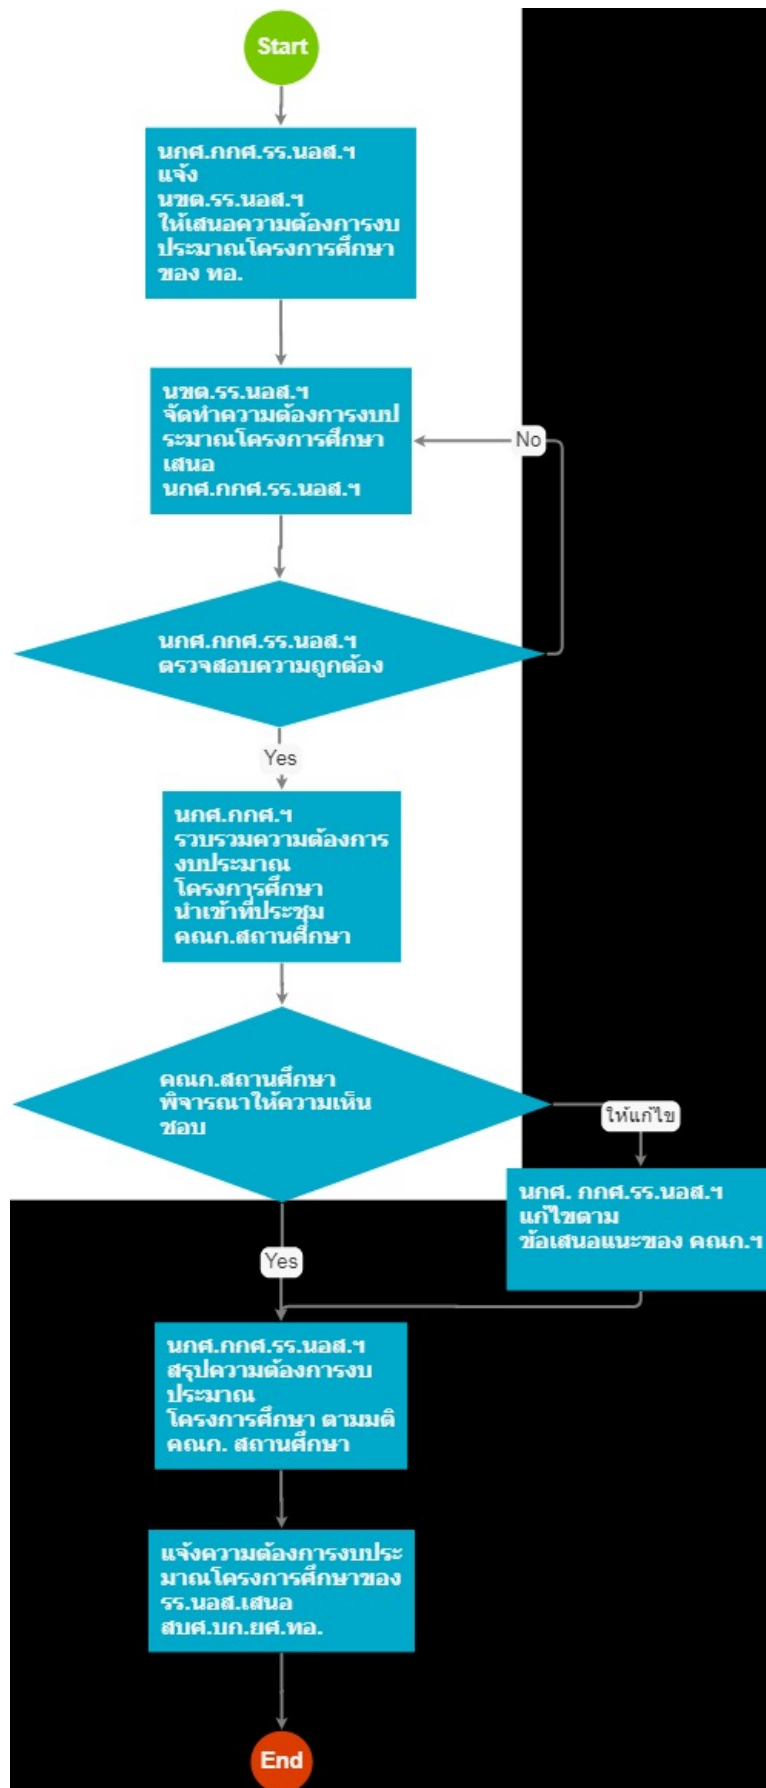 Start
นกศ.กกศ.รร.นอส.ฯ
แจ้ง
นขต.รร.นอส.ฯ
ให้เสนอความต้องการงบ
ประมาณโครงการศึกษา
ของ ทอ.
นขต.รร.นอส.ฯ
จัดทำความต้องการงบป
ระมาณโครงการศึกษา
เสนอ
นกศ.กกศ.รร.นอส.ฯ
No
นกศ.กกศ.รร.นอส.ฯ
ตรวจสอบความถูกต้อง
Yes
นกศ.กกศ.ฯ
รวบรวมความต้องการ
งบประมาณ
โครงการศึกษา
นำเข้าที่ประชุม
คณก.สถานศึกษา
คณก.สถานศึกษา
พิจารณาให้ความเห็น
ชอบ
ให้แก้ไข
นกศ. กกศ.รร.นอส.ฯ
แก้ไขตาม
ข้อเสนอแนะของ คณก.ฯ
Yes
นกศ.กกศ.รร.นอส.ฯ
สรุปความต้องการงบ
ประมาณ
โครงการศึกษา ตามมติ
คณก. สถานศึกษา
แจ้งความต้องการงบประ
มาณโครงการศึกษาของ
รร.นอส.เสนอ
สบศ.บก.ยศ.ทอ.
End